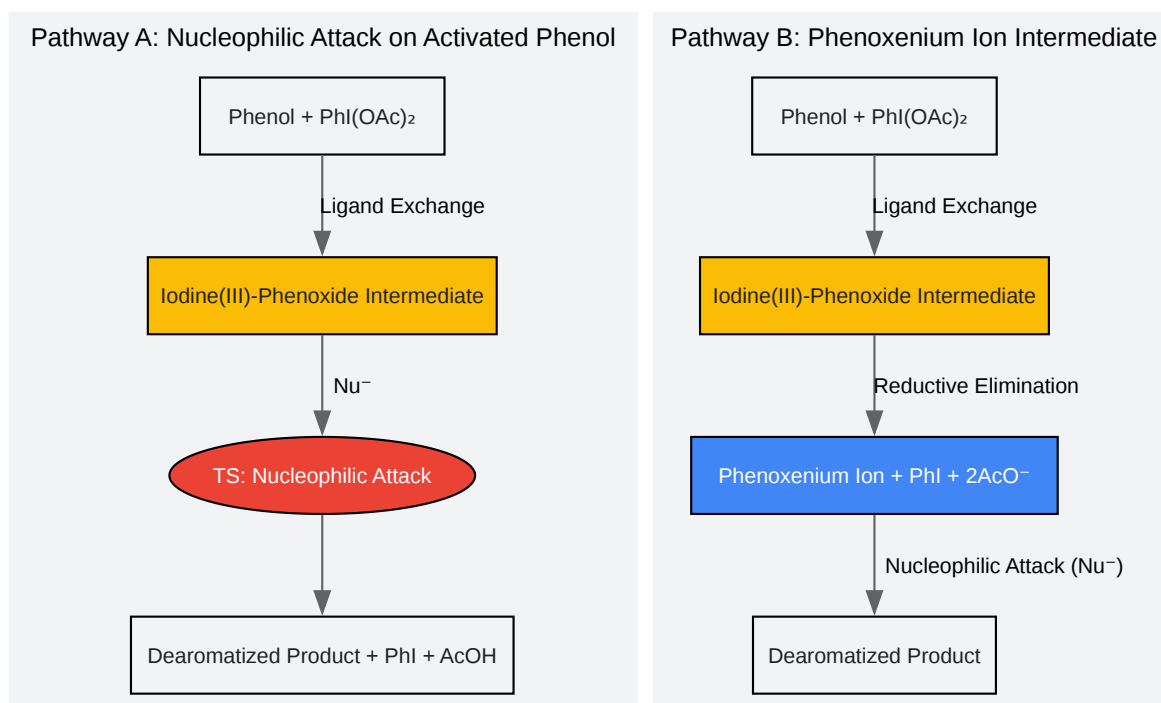 Pathway A: Nucleophilic Attack on Activated Phenol
Phenol + PhI(OAc)₂
Ligand Exchange
Iodine(III)-Phenoxide Intermediate
Nu⁻
TS: Nucleophilic Attack
Dearomatized Product + PhI + AcOH
Pathway B: Phenoxenium Ion Intermediate
Phenol + PhI(OAc)₂
Ligand Exchange
Iodine(III)-Phenoxide Intermediate
Reductive Elimination
Phenoxenium Ion + PhI + 2AcO⁻
Nucleophilic Attack (Nu⁻)
Dearomatized Product